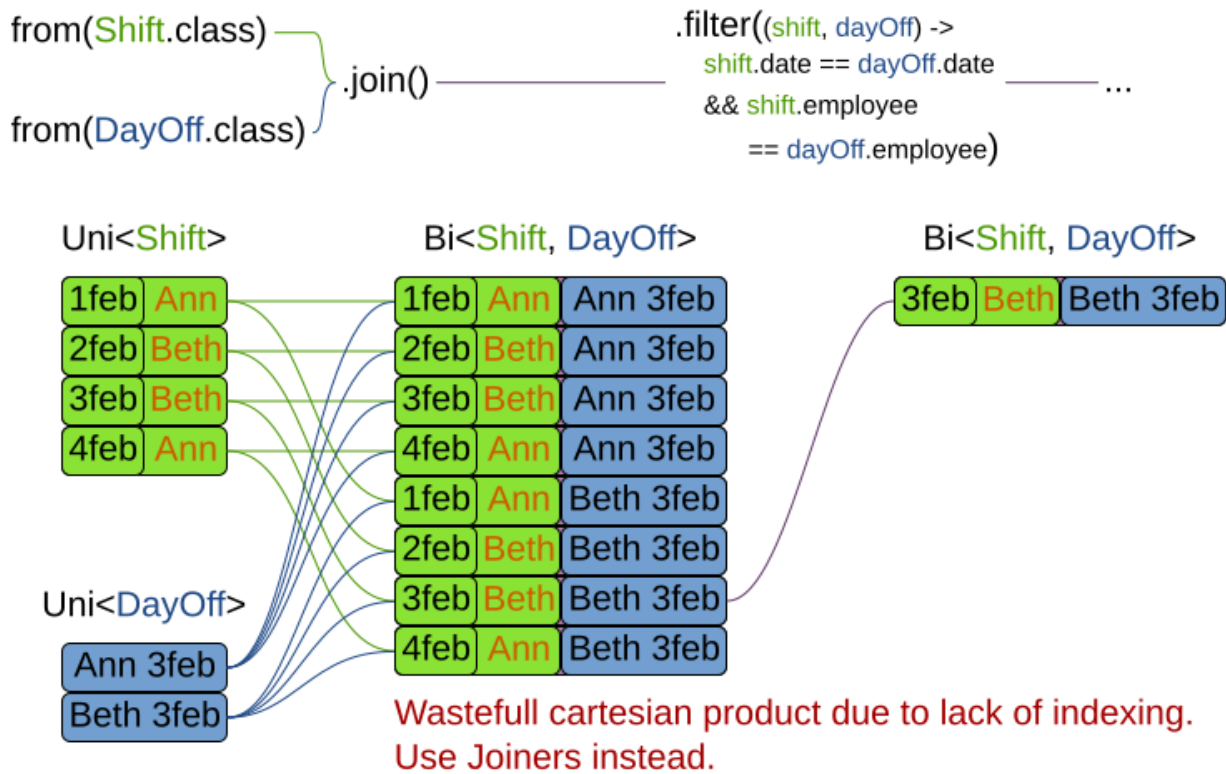 from(Shift.class)
from(DayOff.class)
.join()
.filter((shift, dayOff) ->
shift.date == dayOff.date
&& shift.employee
== dayOff.employee)
...
Uni<Shift>
1feb Ann
2feb Beth
3feb Beth
4feb Ann
Uni<DayOff>
Ann 3feb
Beth 3feb
Bi<Shift, DayOff>
1feb Ann Ann 3feb
2feb Beth Ann 3feb
3feb Beth Ann 3feb
4feb Ann Ann 3feb
1feb Ann Beth 3feb
2feb Beth Beth 3feb
3feb Beth Beth 3feb
4feb Ann Beth 3feb
Wastefull cartesian product due to lack of indexing.
Use Joiners instead.
Bi<Shift, DayOff>
3feb Beth Beth 3feb